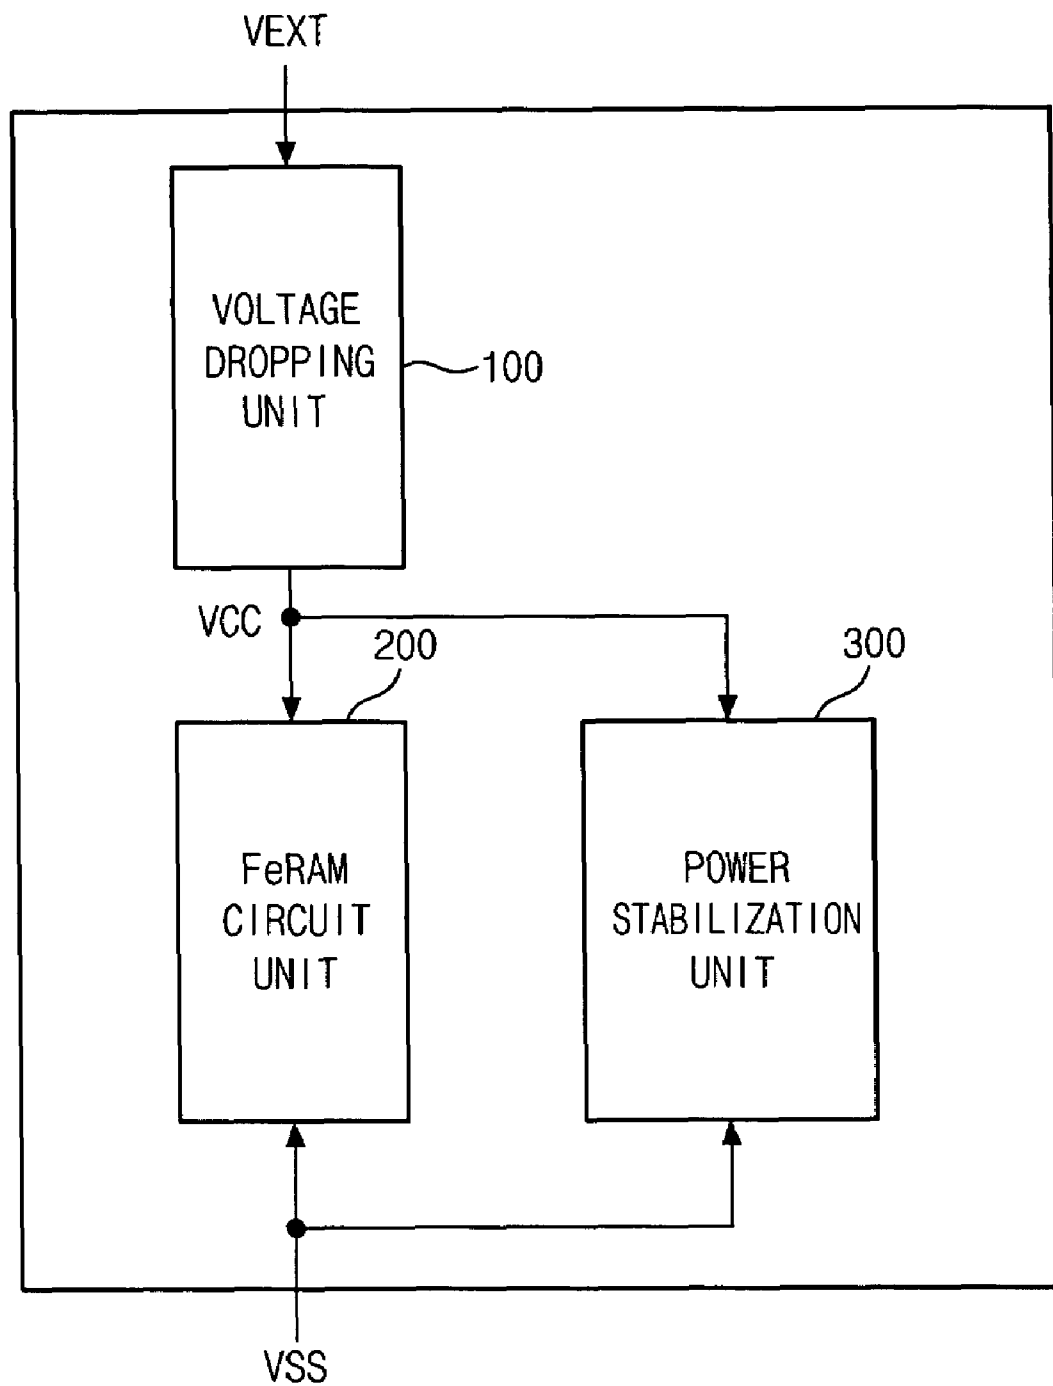 VEXT
VOLTAGE
DROPPING
UNIT
100
VCC
200
300
FeRAM
CIRCUIT
UNIT
POWER
STABILIZATION
UNIT
VSS